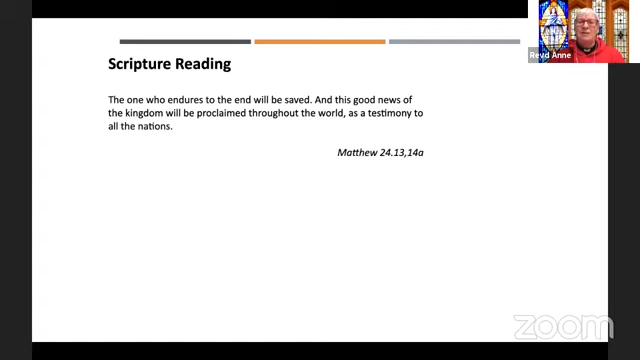 Scripture Reading
The one who endures to the end will be saved. And this good news of
the kingdom will be proclaimed throughout the world, as a testimony to
all the nations.
Matthew 24.13,14a
Revd Anne
zoom